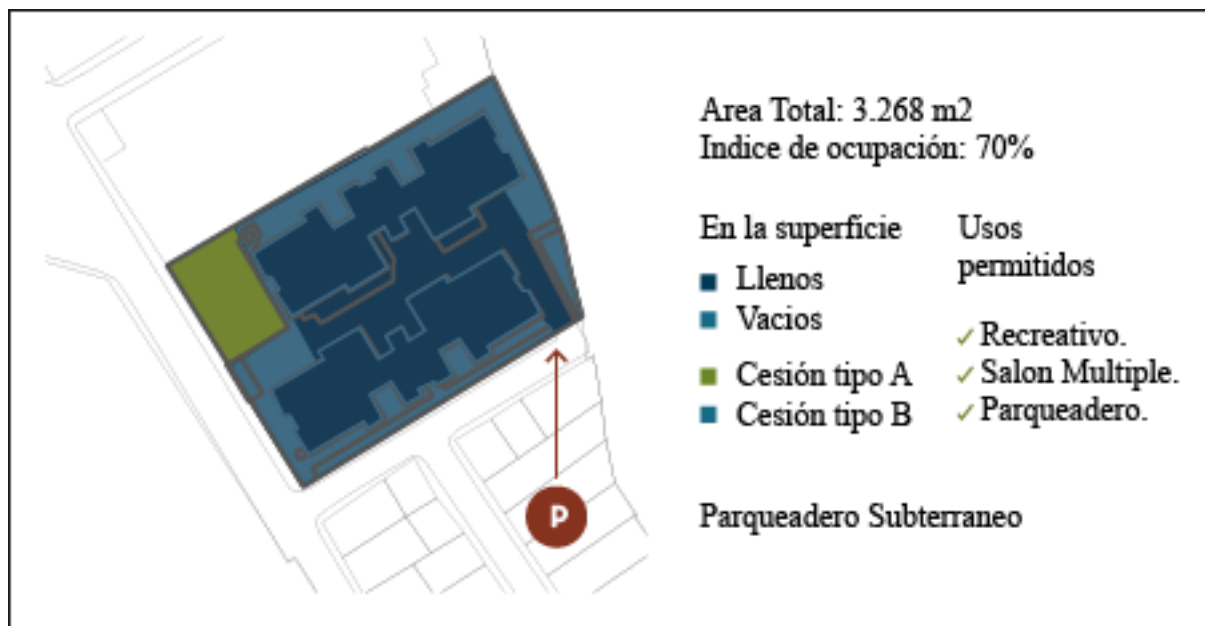 Area Total: 3.268 m2
Indice de ocupación: 70%
En la superfície
Llenos
Vacios
Cesión tipo A
Cesión tipo B
Usos
permitidos
✓ Recreativo.
✓ Salon Multiple.
✓ Parqueadero.
P
Parqueadero Subterraneo